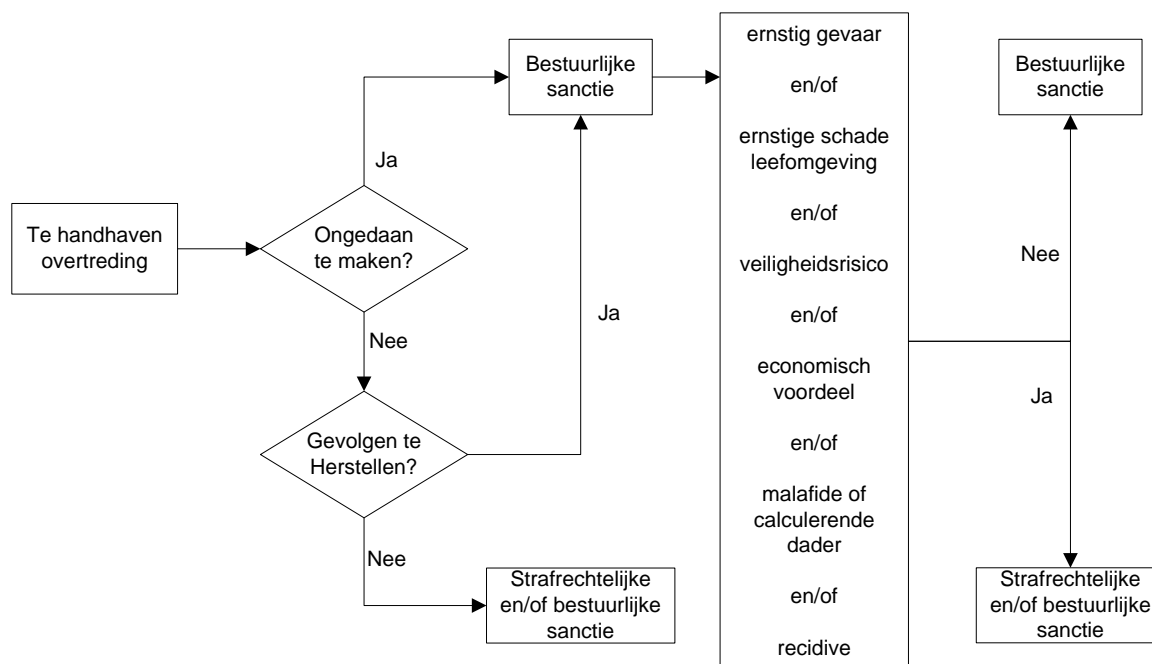 Te handhaven
overtreding
Ongedaan
te maken?
Ja
Nee
Gevolgen te
Herstellen?
Ja
Nee
Bestuurlijke
sanctie
Strafrechtelijke
en/of bestuurlijke
sanctie
ernstig gevaar
en/of
ernstige schade
leefomgeving
en/of
veiligheidsrisico
en/of
economisch
voordeel
en/of
malafide of
calculerende
dader
en/of
recidive
Nee
Ja
Bestuurlijke
sanctie
Strafrechtelijke
en/of bestuurlijke
sanctie